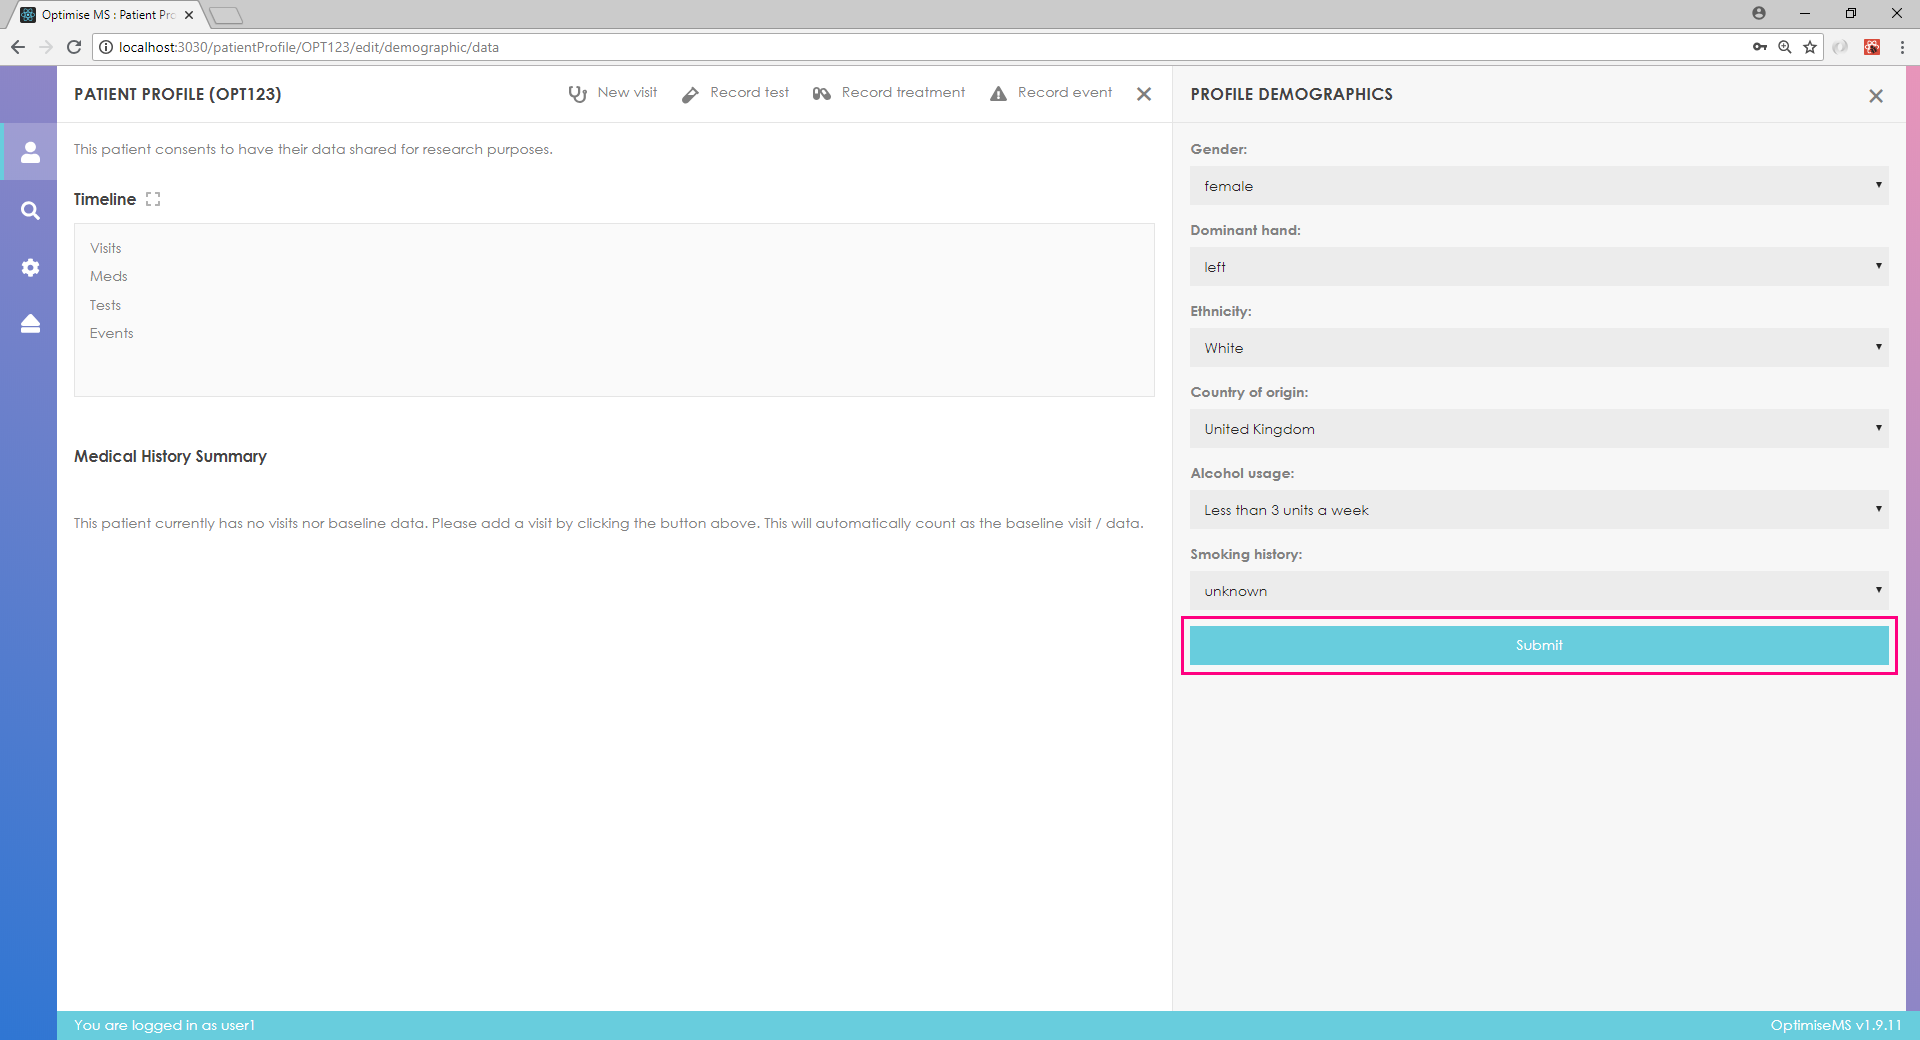 Optimise MS : Patient Pro
localhost:3030/patientProfile/OPT123/edit/demographic/data
PATIENT PROFILE (OPT123)
New visit
Record test
Record treatment
Record event
This patient consents to have their data shared for research purposes.
Timeline
Visits
Meds
Tests
Events
Medical History Summary
This patient currently has no visits nor baseline data. Please add a visit by clicking the button above. This will automatically count as the baseline visit / data.
PROFILE DEMOGRAPHICS
Gender:
female
Dominant hand:
left
Ethnicity:
White
Country of origin:
United Kingdom
Alcohol usage:
Less than 3 units a week
Smoking history:
unknown
Submit
You are logged in as user1
OptimiseMS v1.9.11